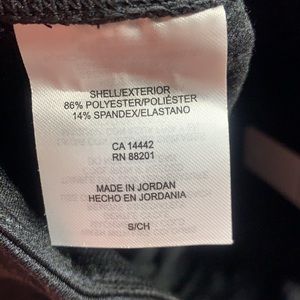 SHELL/EXTERIOR
86% POLYESTER/POLIÉSTER
14% SPANDEX/ELASTANO
CA 14442
RN 88201
MADE IN JORDAN
HECHO EN JORDANIA
S/CH